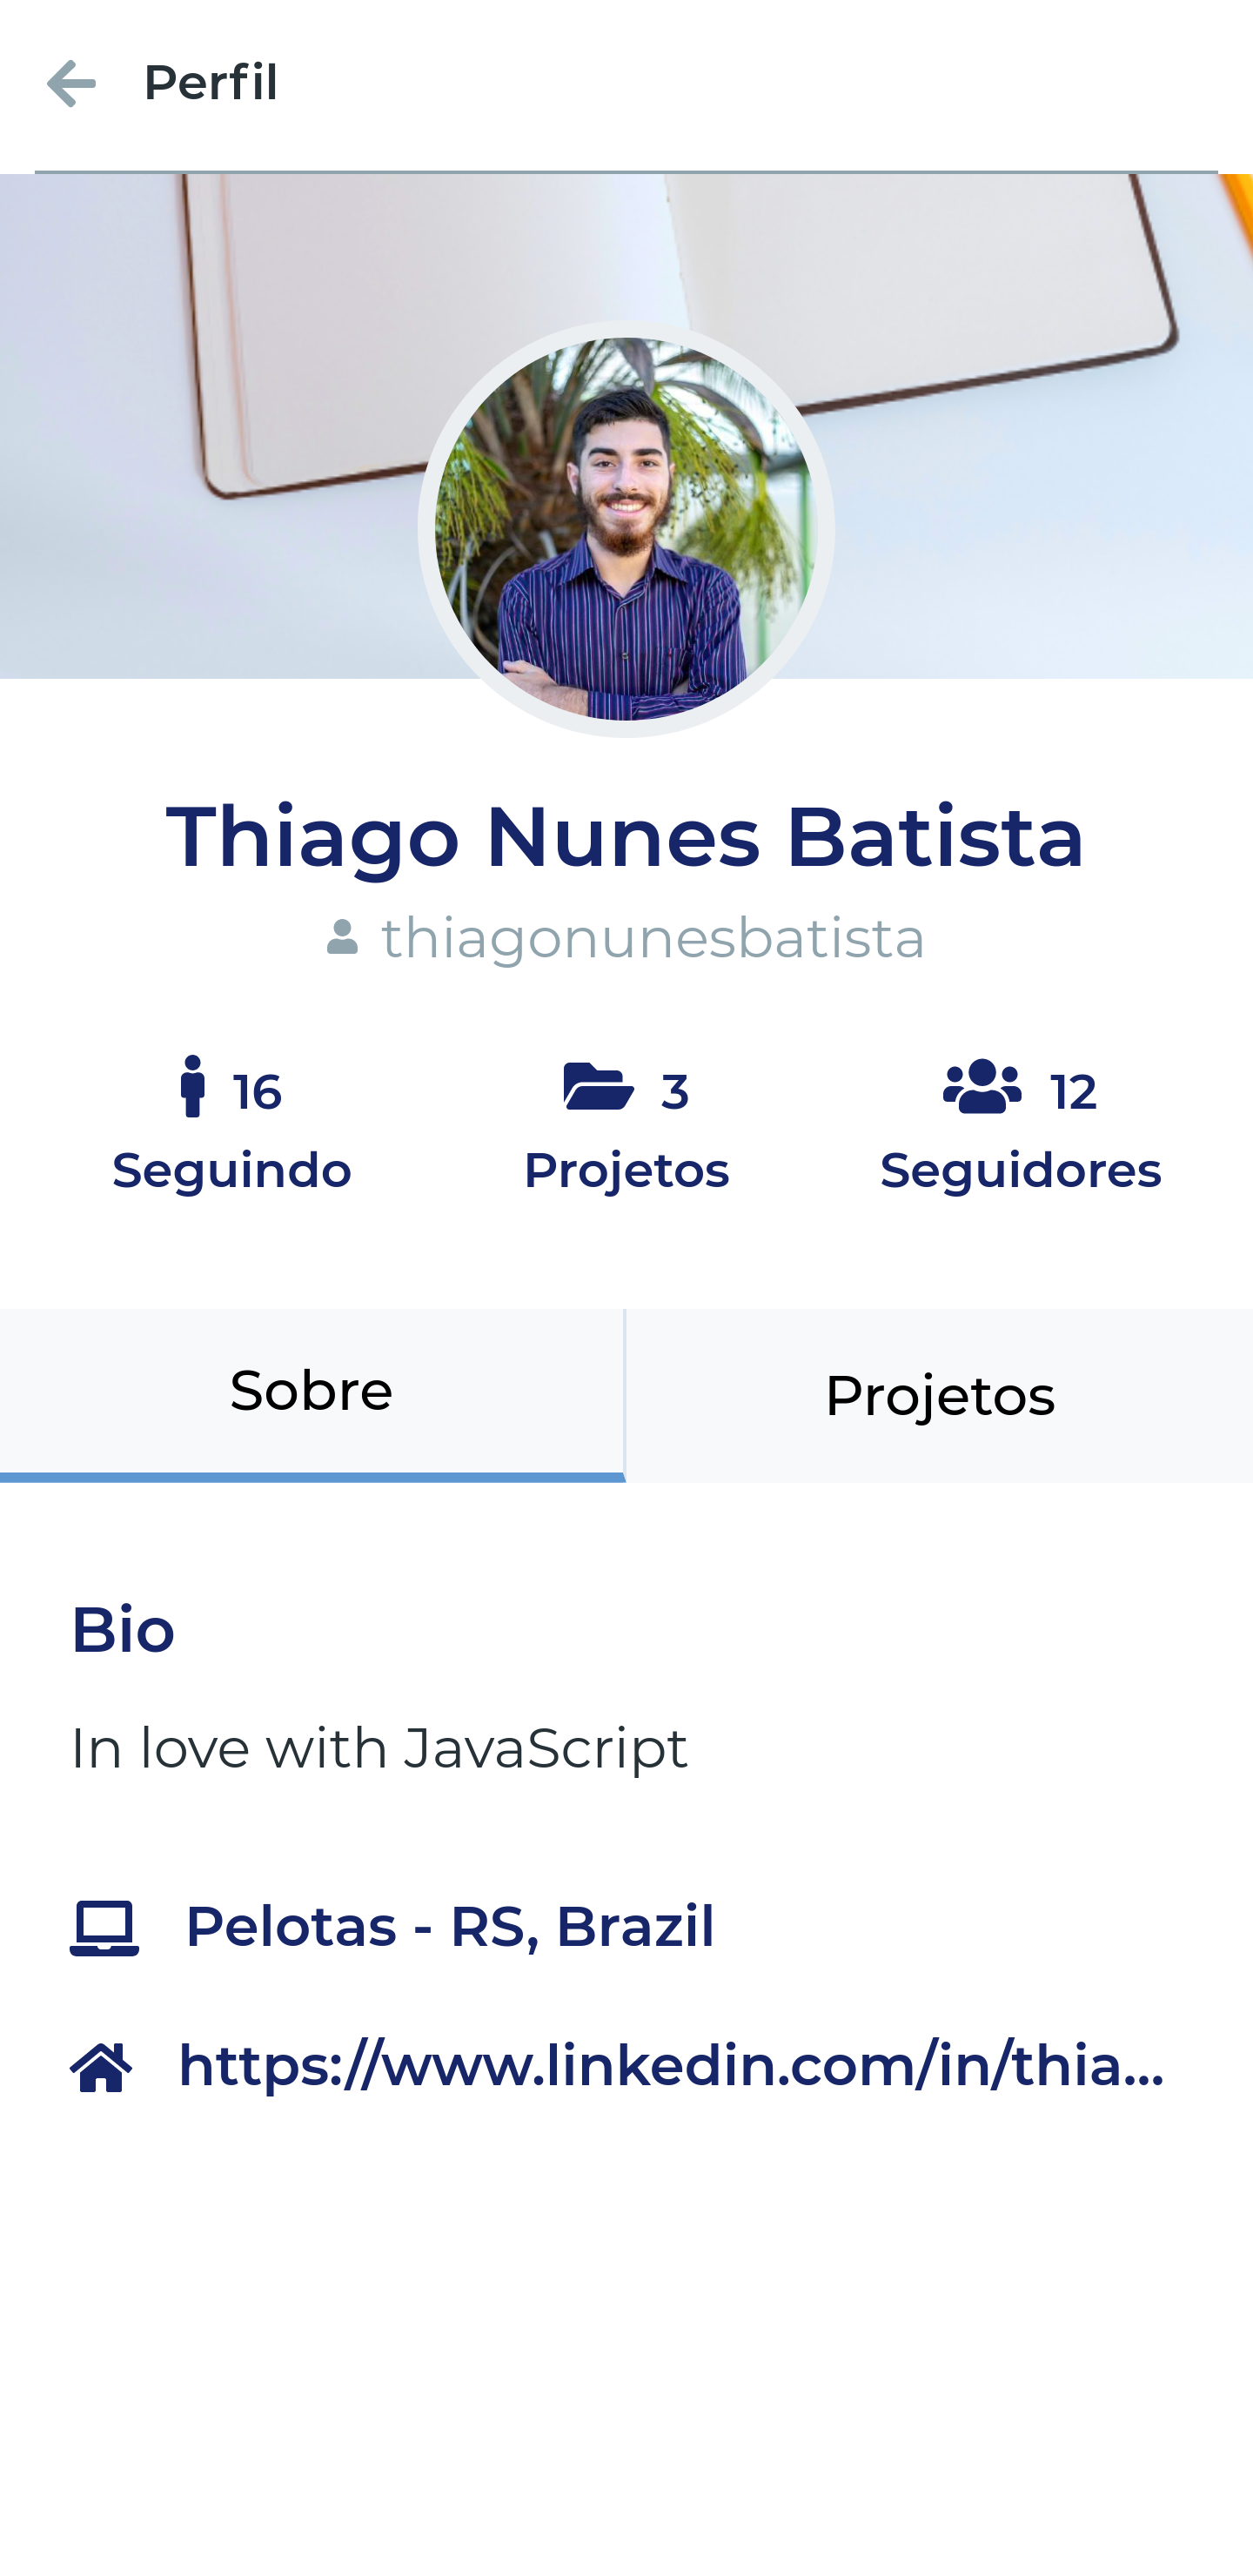 Perfil
Thiago Nunes Batista
thiagonunesbatista
16
Seguindo
3
Projetos
12
Seguidores
Sobre
Projetos
Bio
In love with JavaScript
Pelotas - RS, Brazil
https://www.linkedin.com/in/thia...